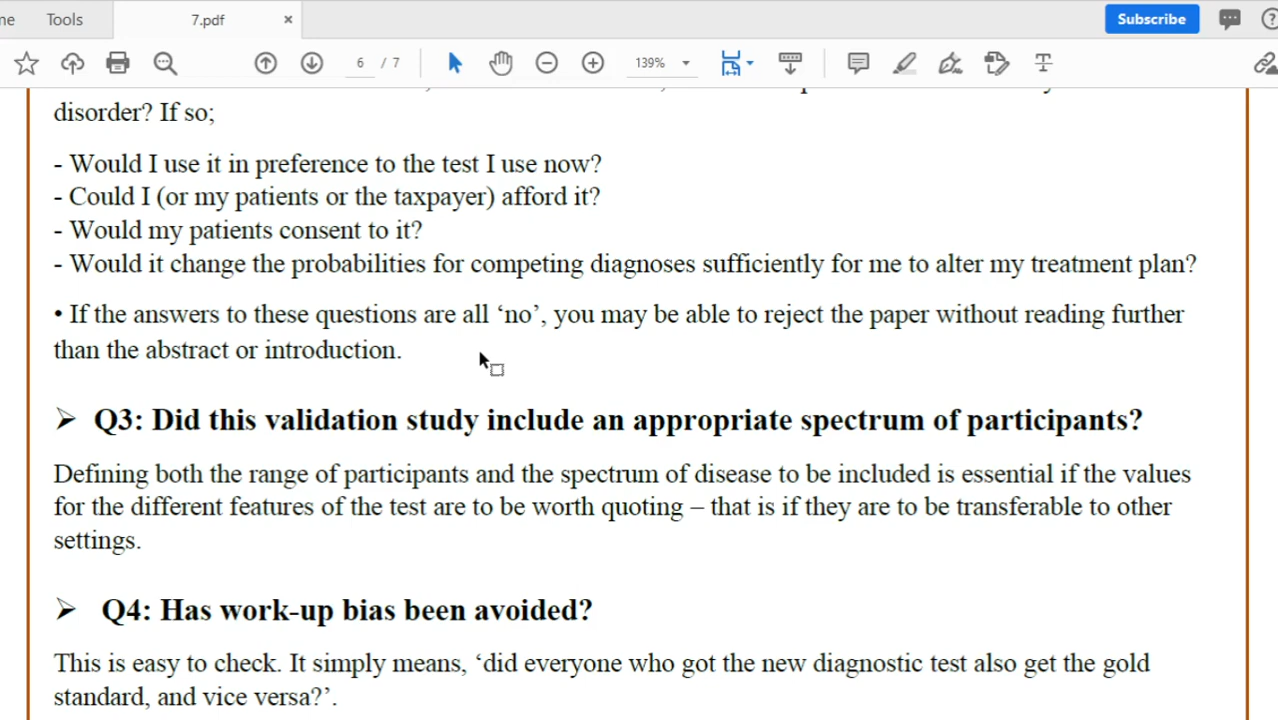 me
Tools
7.pdf
×
Subscribe
?
6 / 7
139%
disorder? If so;
- Would I use it in preference to the test I use now?
- Could I (or my patients or the taxpayer) afford it?
- Would my patients consent to it?
- Would it change the probabilities for competing diagnoses sufficiently for me to alter my treatment plan?
• If the answers to these questions are all ‘no’, you may be able to reject the paper without reading further
than the abstract or introduction.
➢ Q3: Did this validation study include an appropriate spectrum of participants?
Defining both the range of participants and the spectrum of disease to be included is essential if the values
for the different features of the test are to be worth quoting – that is if they are to be transferable to other
settings.
➢ Q4: Has work-up bias been avoided?
This is easy to check. It simply means, ‘did everyone who got the new diagnostic test also get the gold
standard, and vice versa?’.